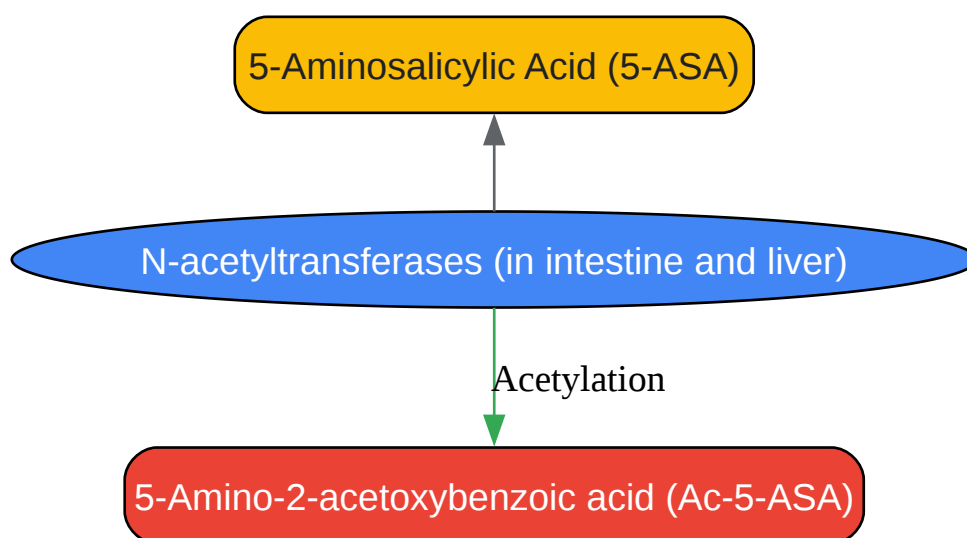 5-Aminosalicylic Acid (5-ASA)
N-acetyltransferases (in intestine and liver)
Acetylation
5-Amino-2-acetoxybenzoic acid (Ac-5-ASA)